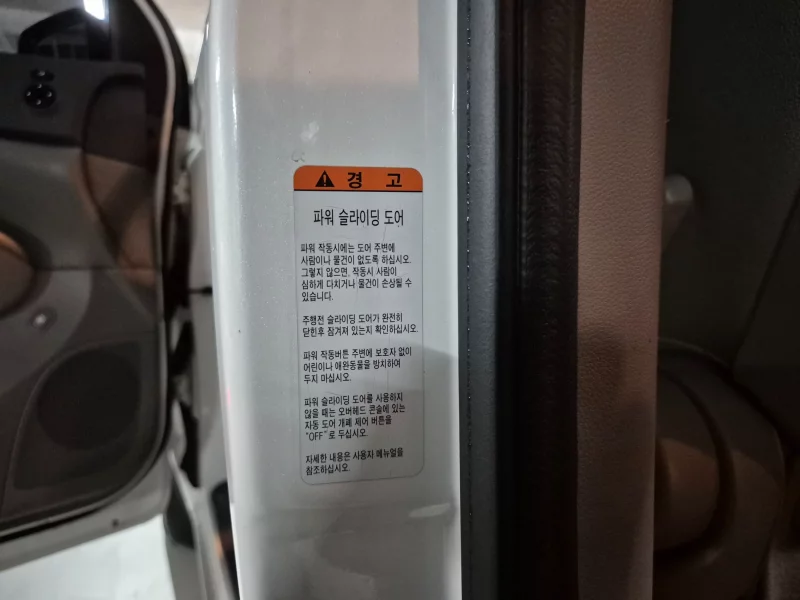 경 고
파워 슬라이딩 도어
파워 작동시에는 도어 주변에
사람이나 물건이 없도록 하십시오.
그렇지 않으면, 작동시 사람이
심하게 다치거나 물건이 손상될 수
있습니다.
주행전 슬라이딩 도어가 완전히
닫힌후 잠겨져 있는지 확인하십시오.
파워 작동버튼 주변에 보호자 없이
어린이나 애완동물을 방치하여
두지 마십시오.
파워 슬라이딩 도어를 사용하지
않을 때는 오버헤드 콘솔에 있는
자동 도어 개폐 제어 버튼을
"OFF"로 두십시오.
자세한 내용은 사용자 메뉴얼을
참조하십시오.